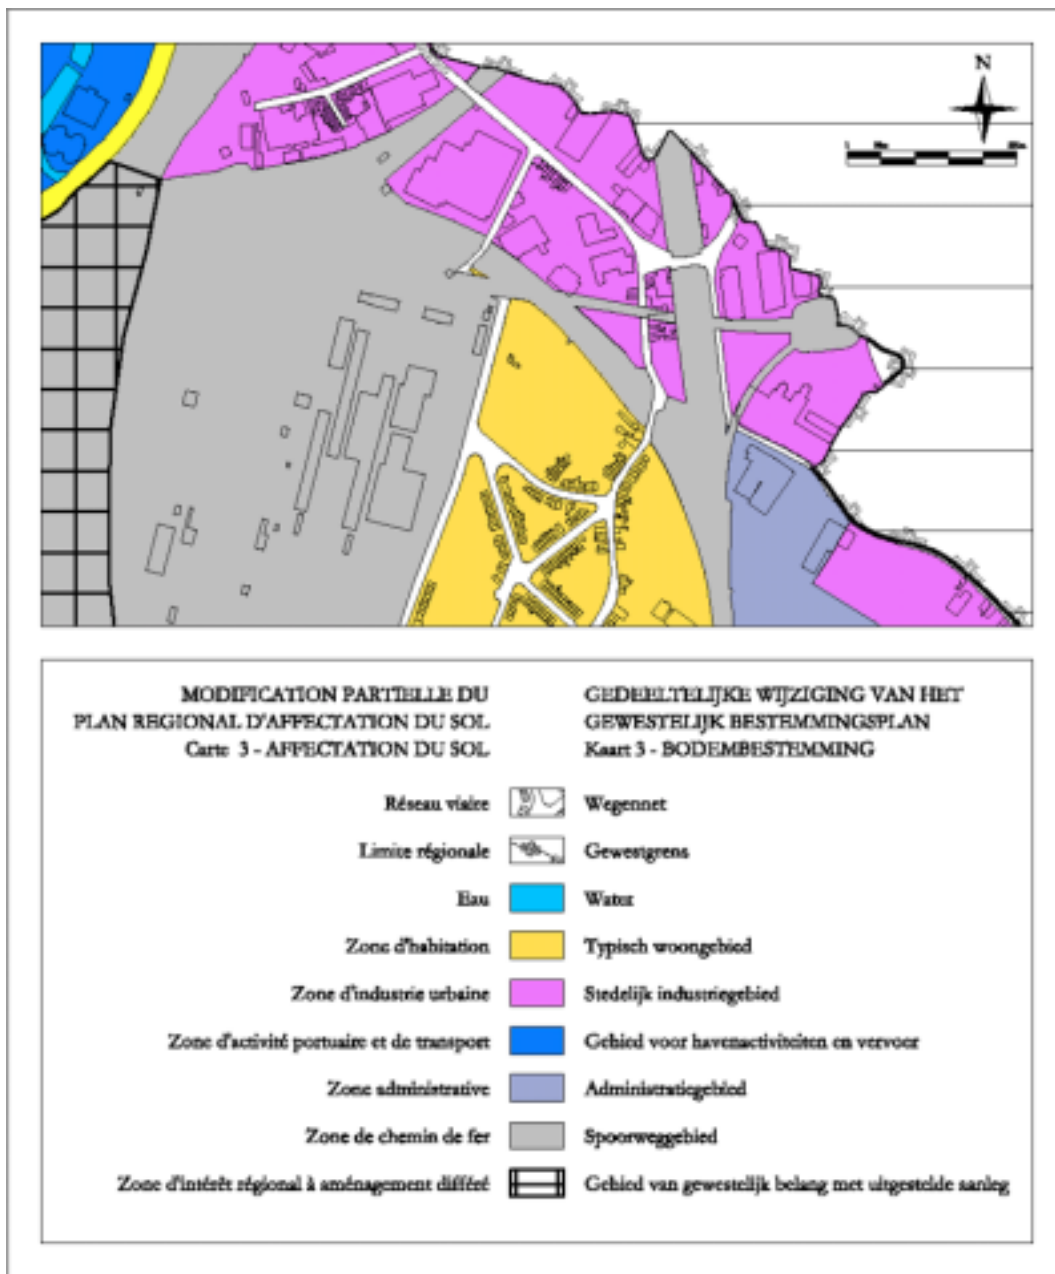 N
MODIFICATION PARTIELLE DU
PLAN REGIONAL D'AFFECTATION DU SOL
Carte 3 - AFFECTATION DU SOL
GEDEELTELIJKE WIJZIGING VAN HET
GEWESTELIJK BESTEMMINGSPLAN
Kaart 3 - BODEMBESTEMMING
Réseau viaire Wegennet
Limite régionale Gewestgrens
Eau Water
Zone d'habitation Typisch woongebied
Zone d'industrie urbaine Stedelijk industriegebied
Zone d'activité portuaire et de transport Gebied voor havenactiviteiten en vervoer
Zone administrative Administratiegebied
Zone de chemin de fer Spoorweggebied
Zone d'intérêt régional à aménagement différé Gebied van gewestelijk belang met uitgestelde aanleg